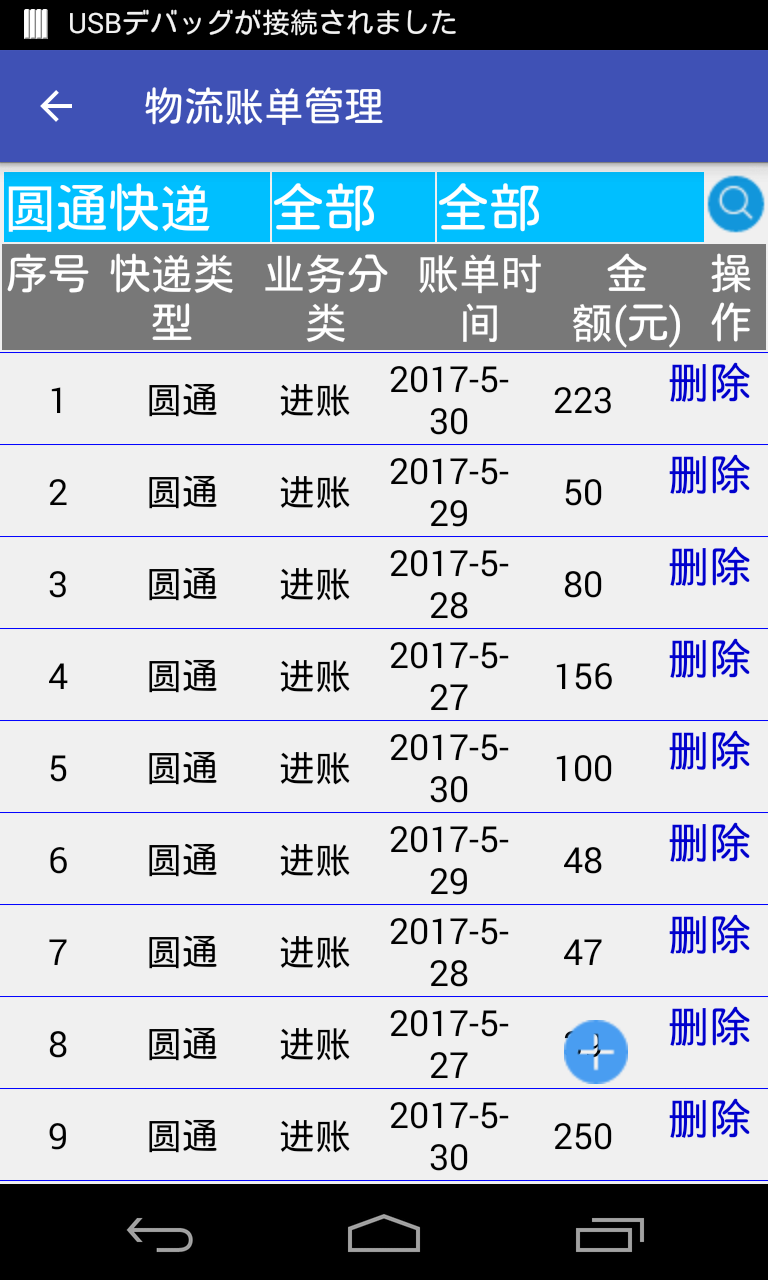 USBデバッグが接続されました
物流账单管理
圆通快递 全部 全部
序号 快递类 业务分 账单时 金 操
型 类 间 额(元) 作
1 圆通 进账 2017-5- 223 删除
30
2 圆通 进账 2017-5- 50 删除
29
3 圆通 进账 2017-5- 80 删除
28
4 圆通 进账 2017-5- 156 删除
27
5 圆通 进账 2017-5- 100 删除
30
6 圆通 进账 2017-5- 48 删除
29
7 圆通 进账 2017-5- 47 删除
28
8 圆通 进账 2017-5- 删除
27
9 圆通 进账 2017-5- 250 删除
30